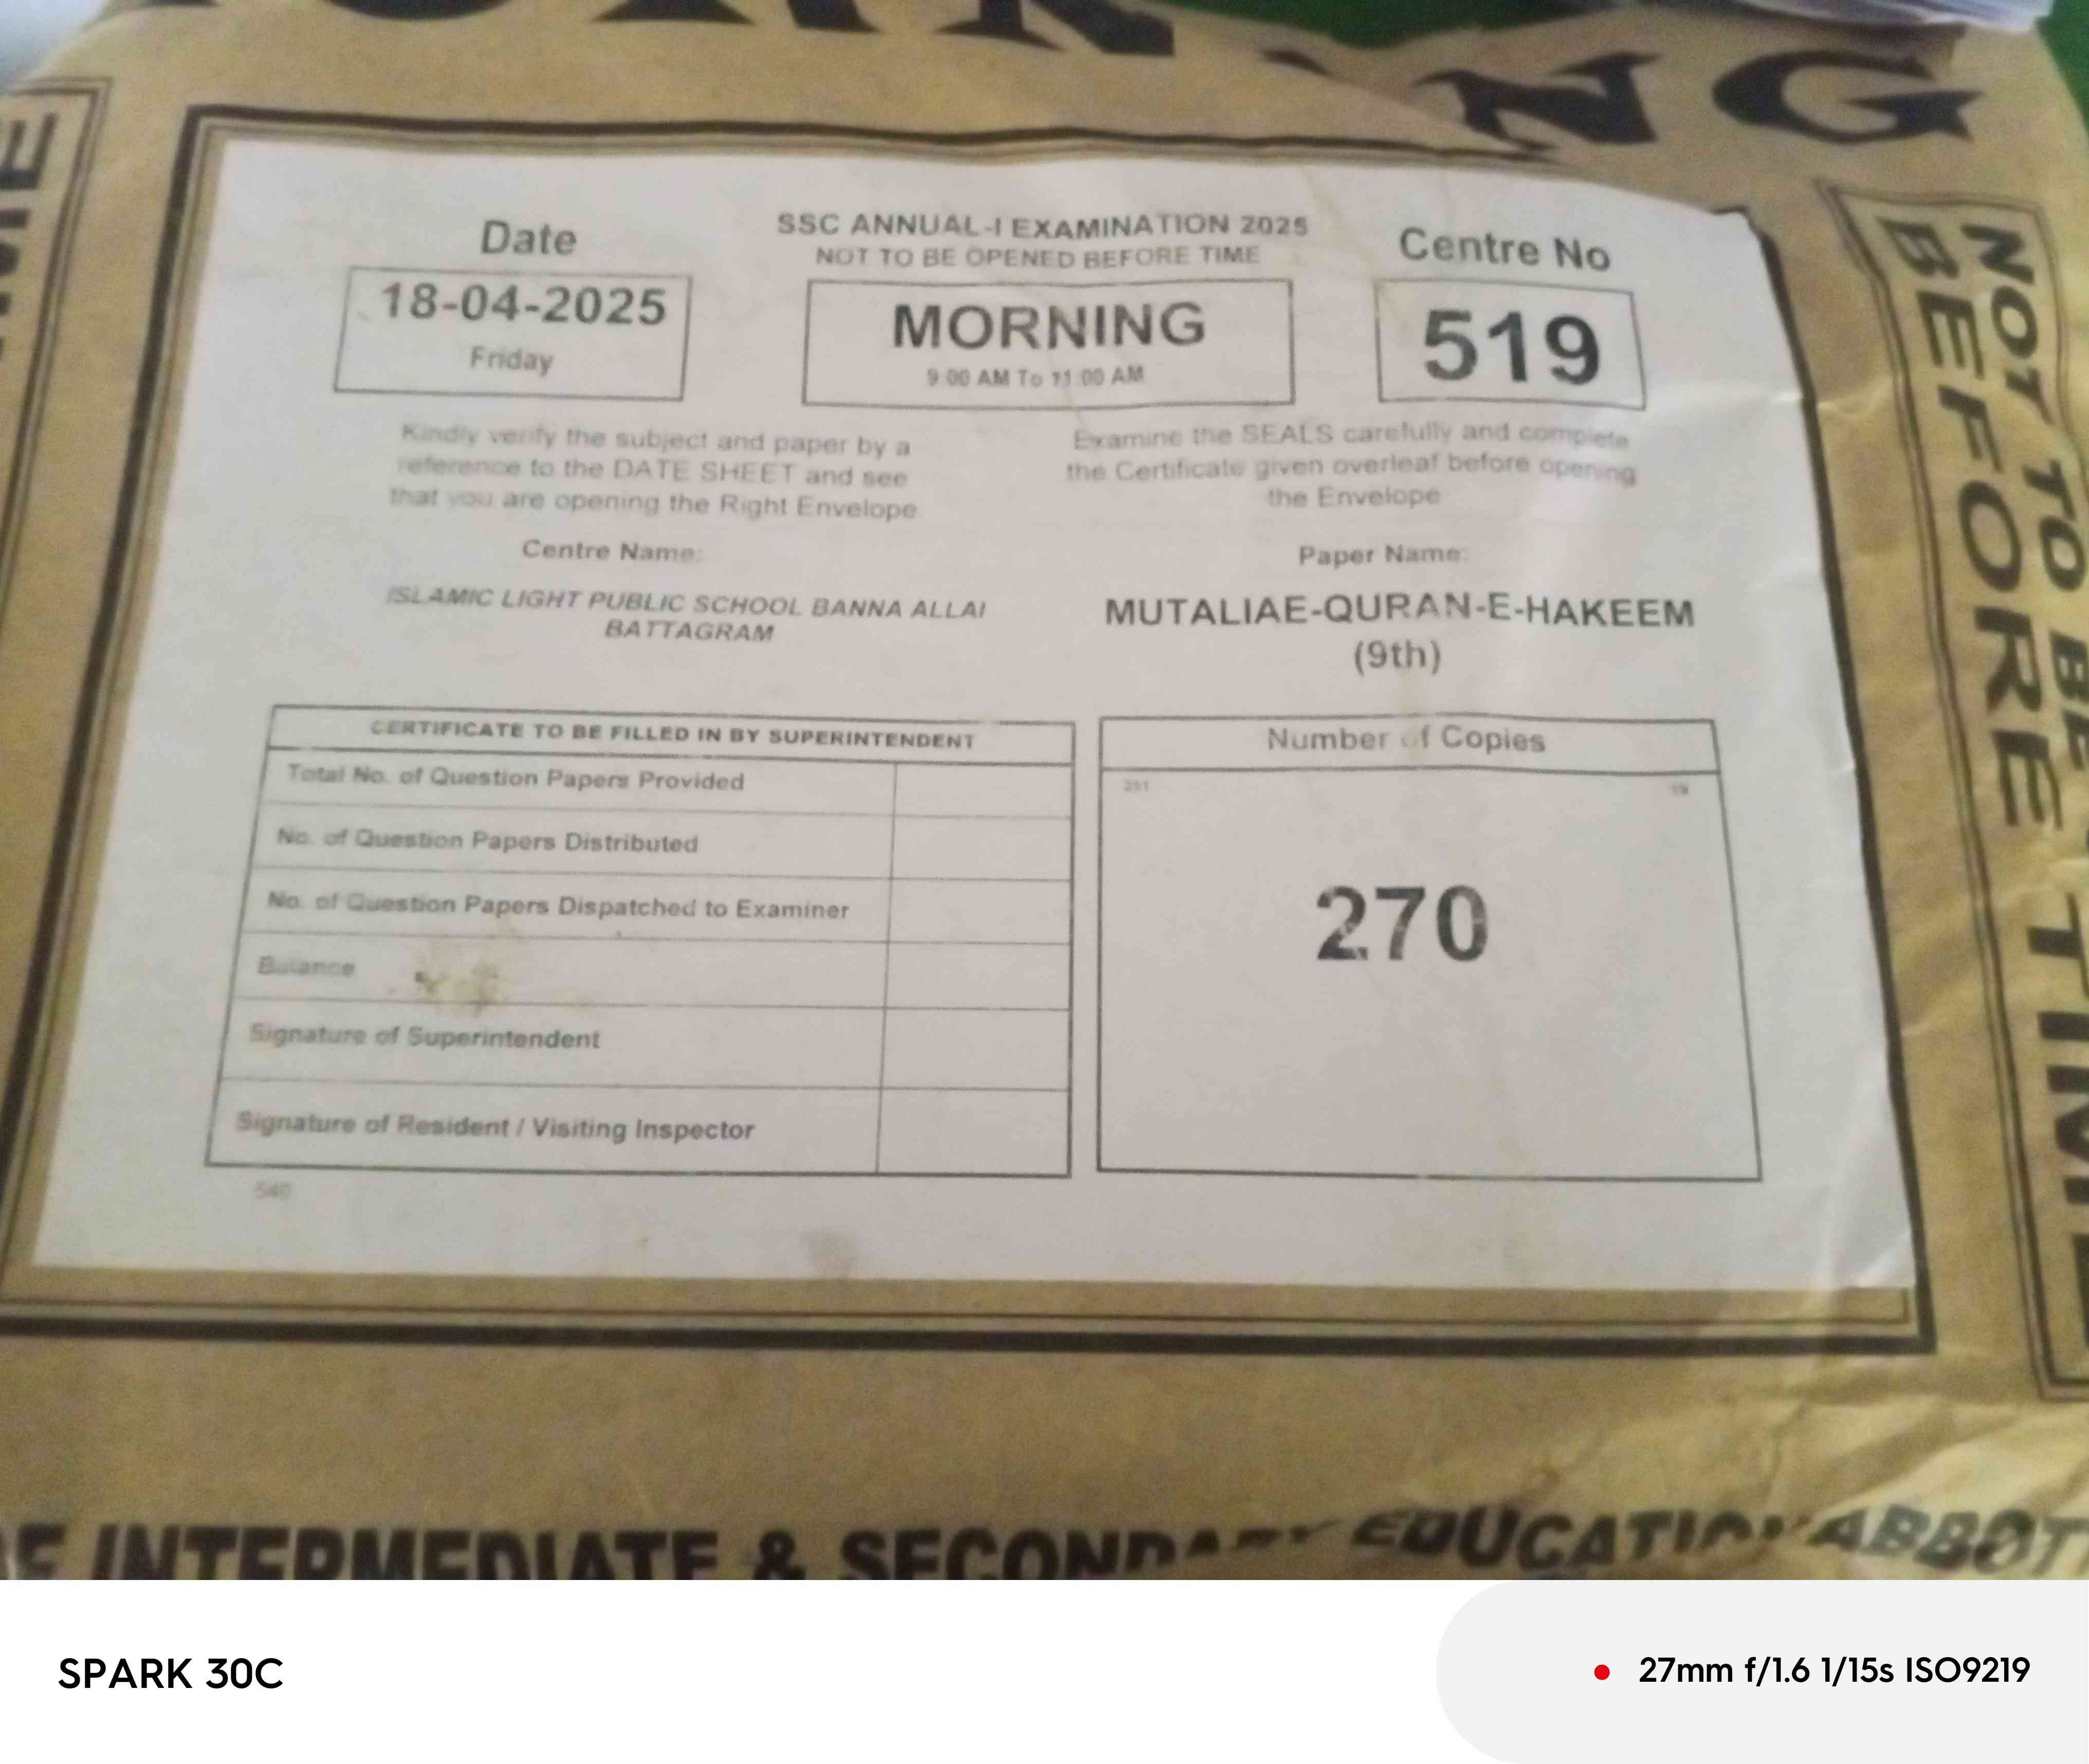 NG
Date
18-04-2025
Friday
SSC ANNUAL-I EXAMINATION 2025
NOT TO BE OPENED BEFORE TIME
MORNING
9:00 AM To 11:00 AM
Centre No
519
Kindly verify the subject and paper by a
reference to the DATE SHEET and see
that you are opening the Right Envelope
Examine the SEALS carefully and complete
the Certificate given overleaf before opening
the Envelope
Centre Name:
ISLAMIC LIGHT PUBLIC SCHOOL BANNA ALLAI
BATTAGRAM
Paper Name:
MUTALIAE-QURAN-E-HAKEEM
(9th)
CERTIFICATE TO BE FILLED IN BY SUPERINTENDENT
Total No. of Question Papers Provided
No. of Question Papers Distributed
No. of Question Papers Dispatched to Examiner
Balance
Signature of Superintendent
Signature of Resident / Visiting Inspector
540
Number of Copies
251 19
270
NOT TO BE
BEFORE TIME
INTERMEDIATE & SECONDARY EDUCATION ABBOT
SPARK 30C
27mm f/1.6 1/15s ISO9219